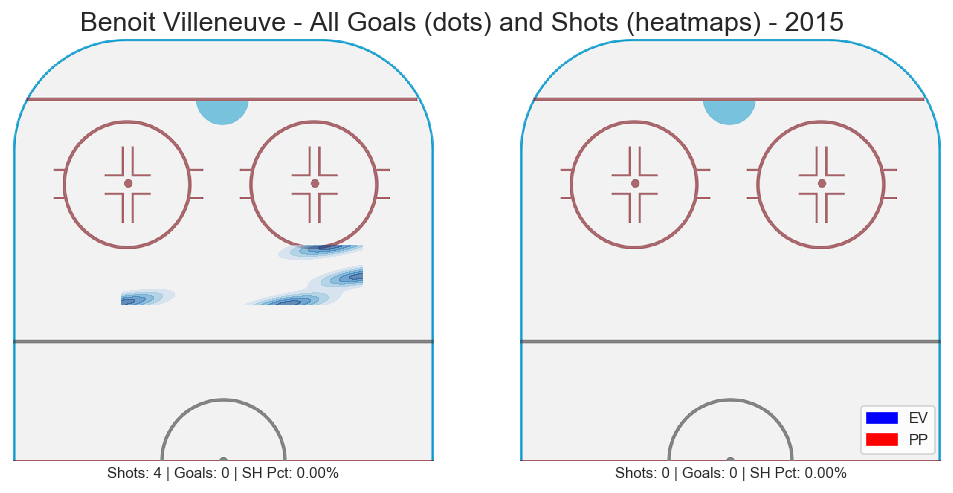 Benoit Villeneuve - All Goals (dots) and Shots (heatmaps) - 2015
EV
PP
Shots: 4 | Goals: 0 | SH Pct: 0.00%
Shots: 0 | Goals: 0 | SH Pct: 0.00%